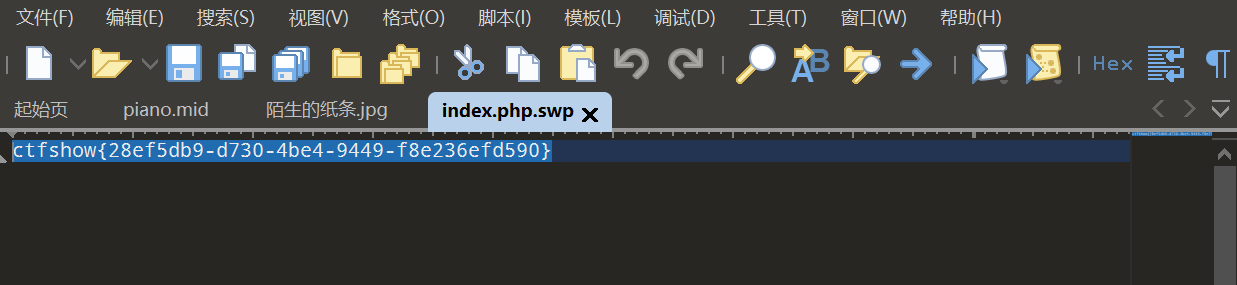 文件(F) 编辑(E) 搜索(S) 视图(V) 格式(O) 脚本(I) 模板(L) 调试(D) 工具(T) 窗口(W) 帮助(H)
Hex
起始页 piano.mid 陌生的纸条.jpg index.php.swp
ctfshow{28ef5db9-d730-4be4-9449-f8e236efd590}